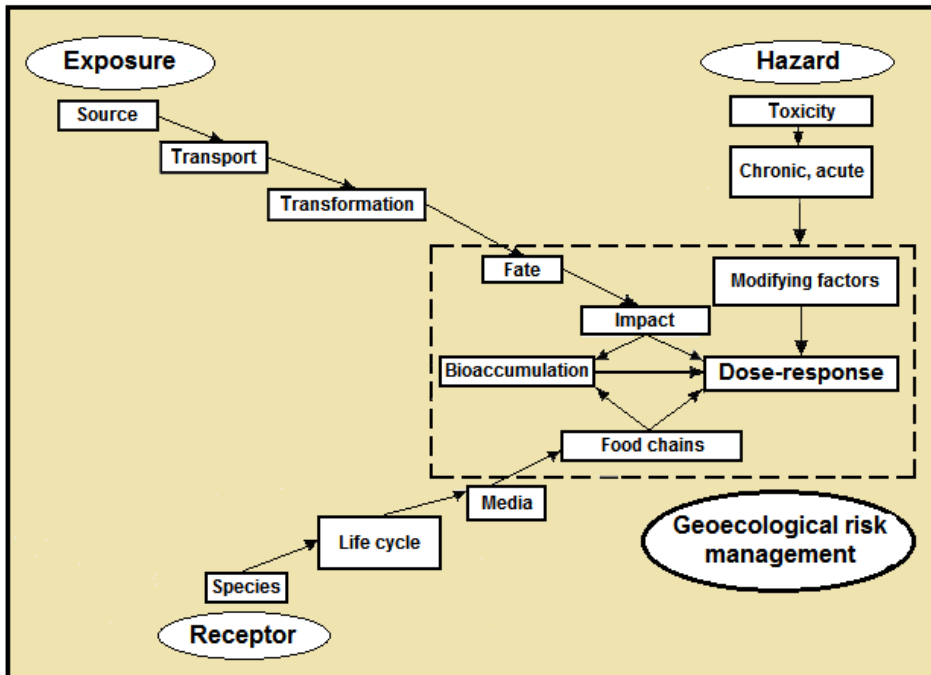 Exposure
Hazard
Source
Toxicity
Transport
Chronic, acute
Transformation
Fate
Modifying factors
Impact
Bioaccumulation
Dose-response
Food chains
Media
Geoecological risk
management
Life cycle
Species
Receptor